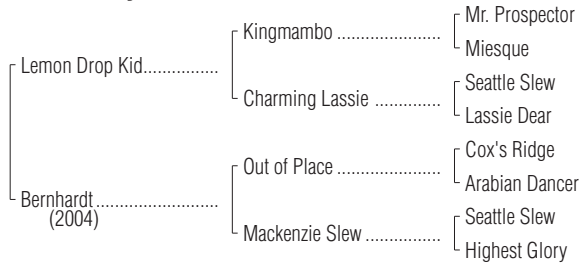 Lemon Drop Kid...............
Bernhardt........................
(2004)
Kingmambo ....................
Charming Lassie ...............
Out of Place ....................
Mackenzie Slew ...............
Mr. Prospector
Miesque
Seattle Slew
Lassie Dear
Cox's Ridge
Arabian Dancer
Seattle Slew
Highest Glory